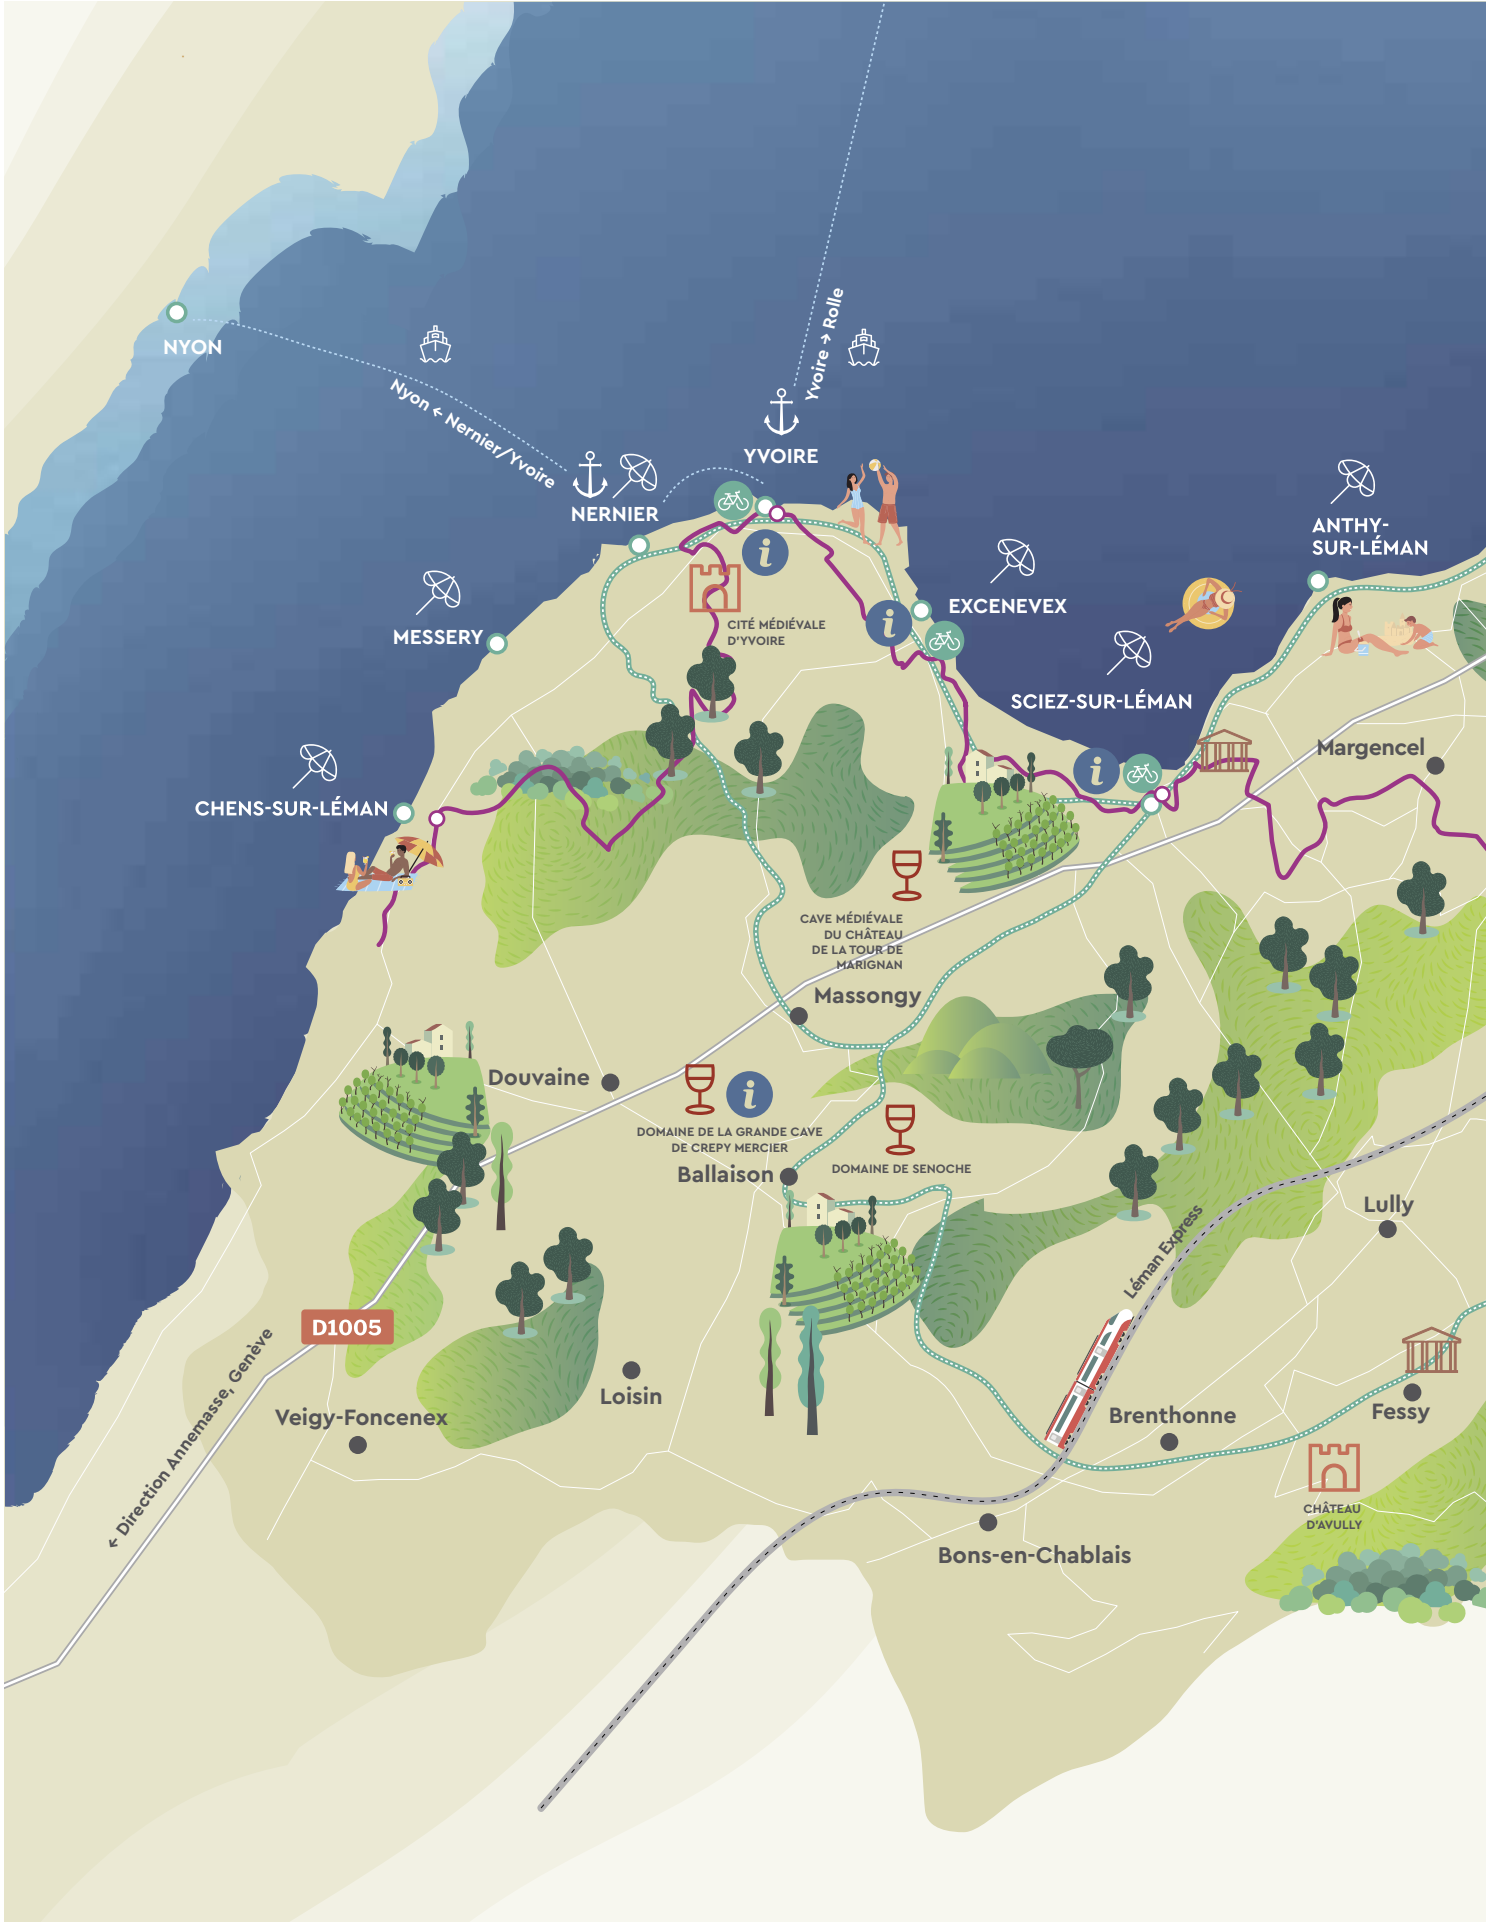 NYON
Nyon ← Nernier/Yvoire
Yvoire → Rolle
YVOIRE
NERNIER
ANTHY-
SUR-LÉMAN
i
EXCENEVEX
i
CITÉ MÉDIÉVALE
D'YVOIRE
MESSERY
SCIEZ-SUR-LÉMAN
Margencel
i
CHENS-SUR-LÉMAN
CAVE MÉDIÉVALE
DU CHÂTEAU
DE LA TOUR DE
MARIGNAN
Massongy
Douvaine
i
DOMAINE DE LA GRANDE CAVE
DE CREPY MERCIER
DOMAINE DE SENOCHE
Ballaison
Lully
Léman Express
D1005
← Direction Annemasse, Genève
Loisin
Veigy-Foncenex
Brenthonne
Fessy
CHÂTEAU
D'AVULLY
Bons-en-Chablais